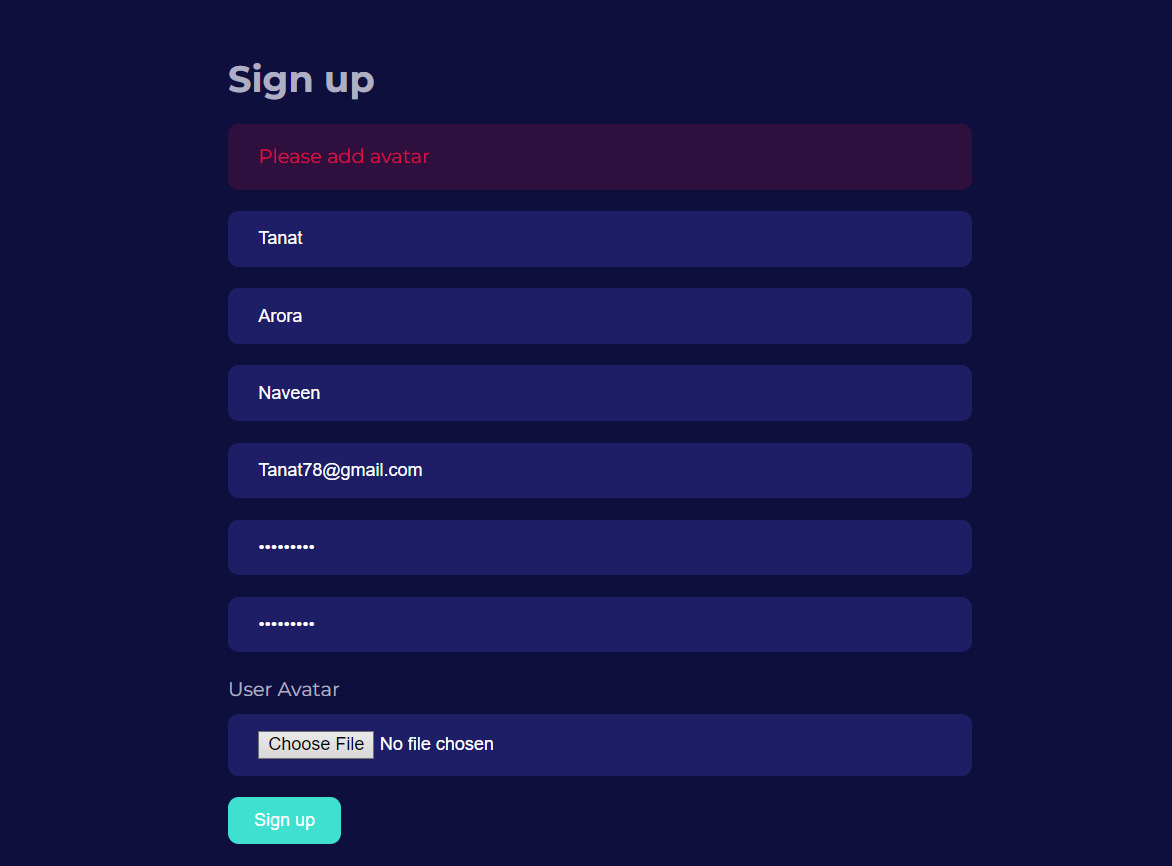 Sign up
Please add avatar
Tanat
Arora
Naveen
Tanat78@gmail.com
•••••••••
•••••••••
User Avatar
Choose File No file chosen
Sign up